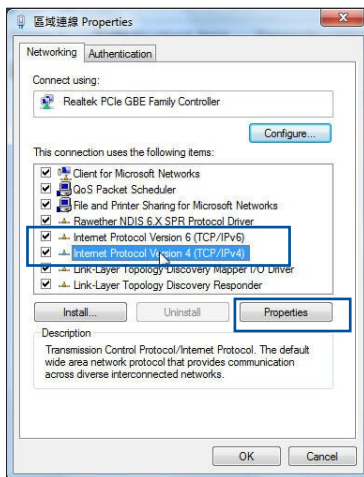 區域連線 Properties
Networking Authentication
Connect using:
Realtek PCIe GBE Family Controller
Configure...
This connection uses the following items:
Client for Microsoft Networks
QoS Packet Scheduler
File and Printer Sharing for Microsoft Networks
Rawether NDIS 6.X SPR Protocol Driver
Internet Protocol Version 6 (TCP/IPv6)
Internet Protocol Version 4 (TCP/IPv4)
Link-Layer Topology Discovery Mapper I/O Driver
Link-Layer Topology Discovery Responder
Install... Uninstall Properties
Description
Transmission Control Protocol/Internet Protocol. The default
wide area network protocol that provides communication
across diverse interconnected networks.
OK Cancel